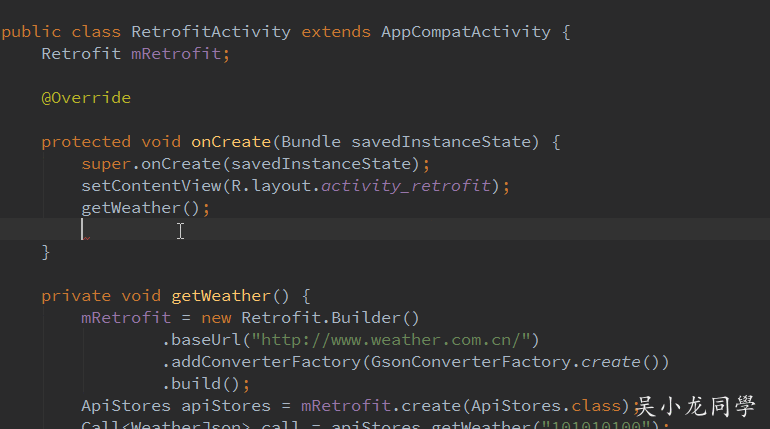 public class RetrofitActivity extends AppCompatActivity {
Retrofit mRetrofit;
@Override
protected void onCreate(Bundle savedInstanceState) {
super.onCreate(savedInstanceState);
setContentView(R.layout.activity_retrofit);
getWeather();
}
private void getWeather() {
mRetrofit = new Retrofit.Builder()
.baseUrl("http://www.weather.com.cn/")
.addConverterFactory(GsonConverterFactory.create())
.build();
ApiStores apiStores = mRetrofit.create(ApiStores.class);
吴小龙同學
Call<WeatherJson> call = apiStores.getWeather("101010100");